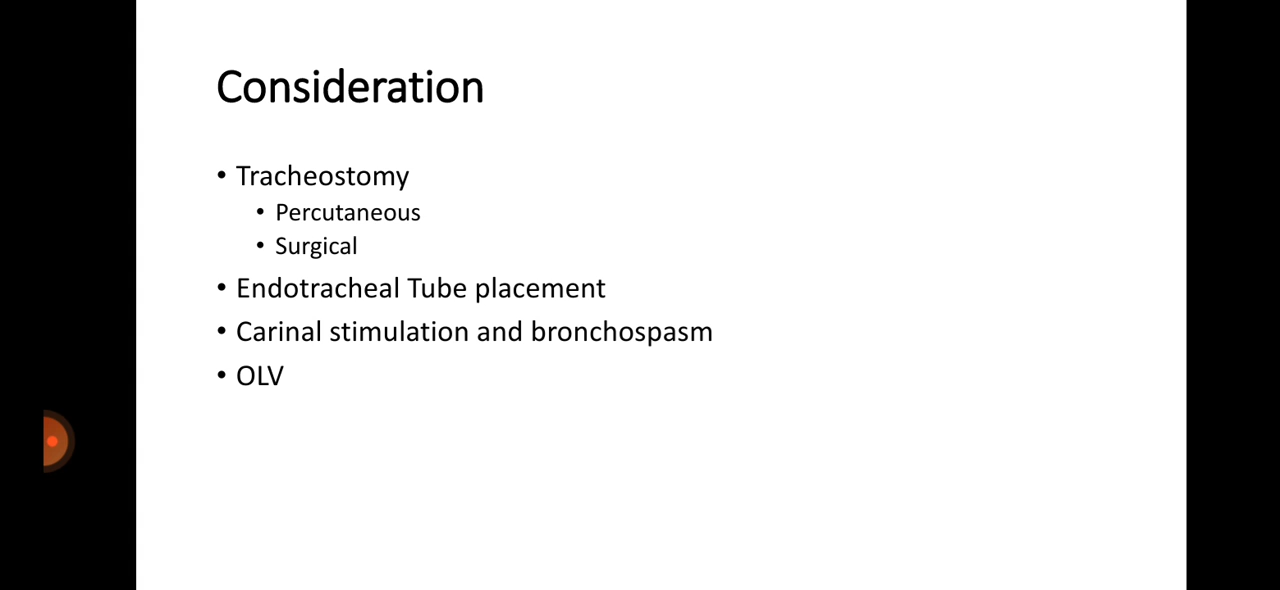 Consideration
• Tracheostomy
• Percutaneous
• Surgical
• Endotracheal Tube placement
• Carinal stimulation and bronchospasm
• OLV